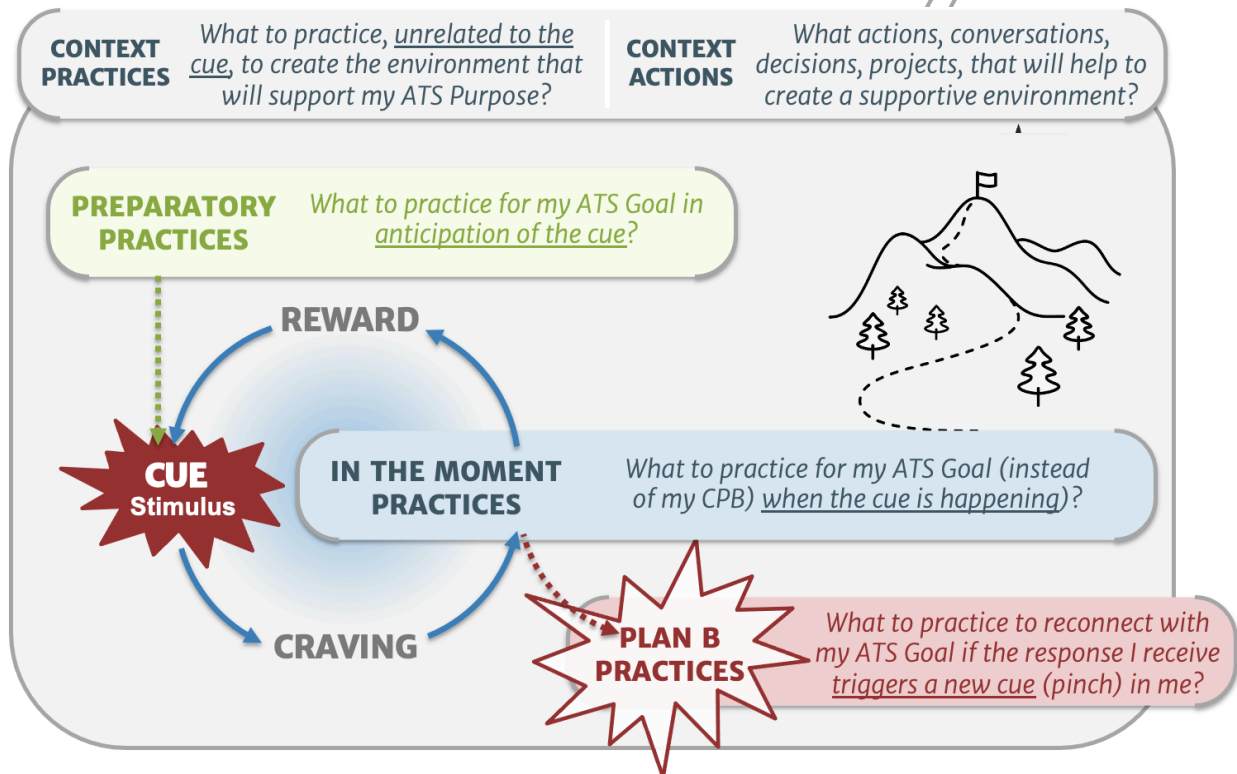 CONTEXT
PRACTICES
What to practice, unrelated to the
cue, to create the environment that
will support my ATS Purpose?
CONTEXT
ACTIONS
What actions, conversations,
decisions, projects, that will help to
create a supportive environment?
PREPARATORY
PRACTICES
What to practice for my ATS Goal in
anticipation of the cue?
REWARD
CUE
Stimulus
IN THE MOMENT
PRACTICES
What to practice for my ATS Goal (instead
of my CPB) when the cue is happening)?
CRAVING
PLAN B
PRACTICES
What to practice to reconnect with
my ATS Goal if the response I receive
triggers a new cue (pinch) in me?